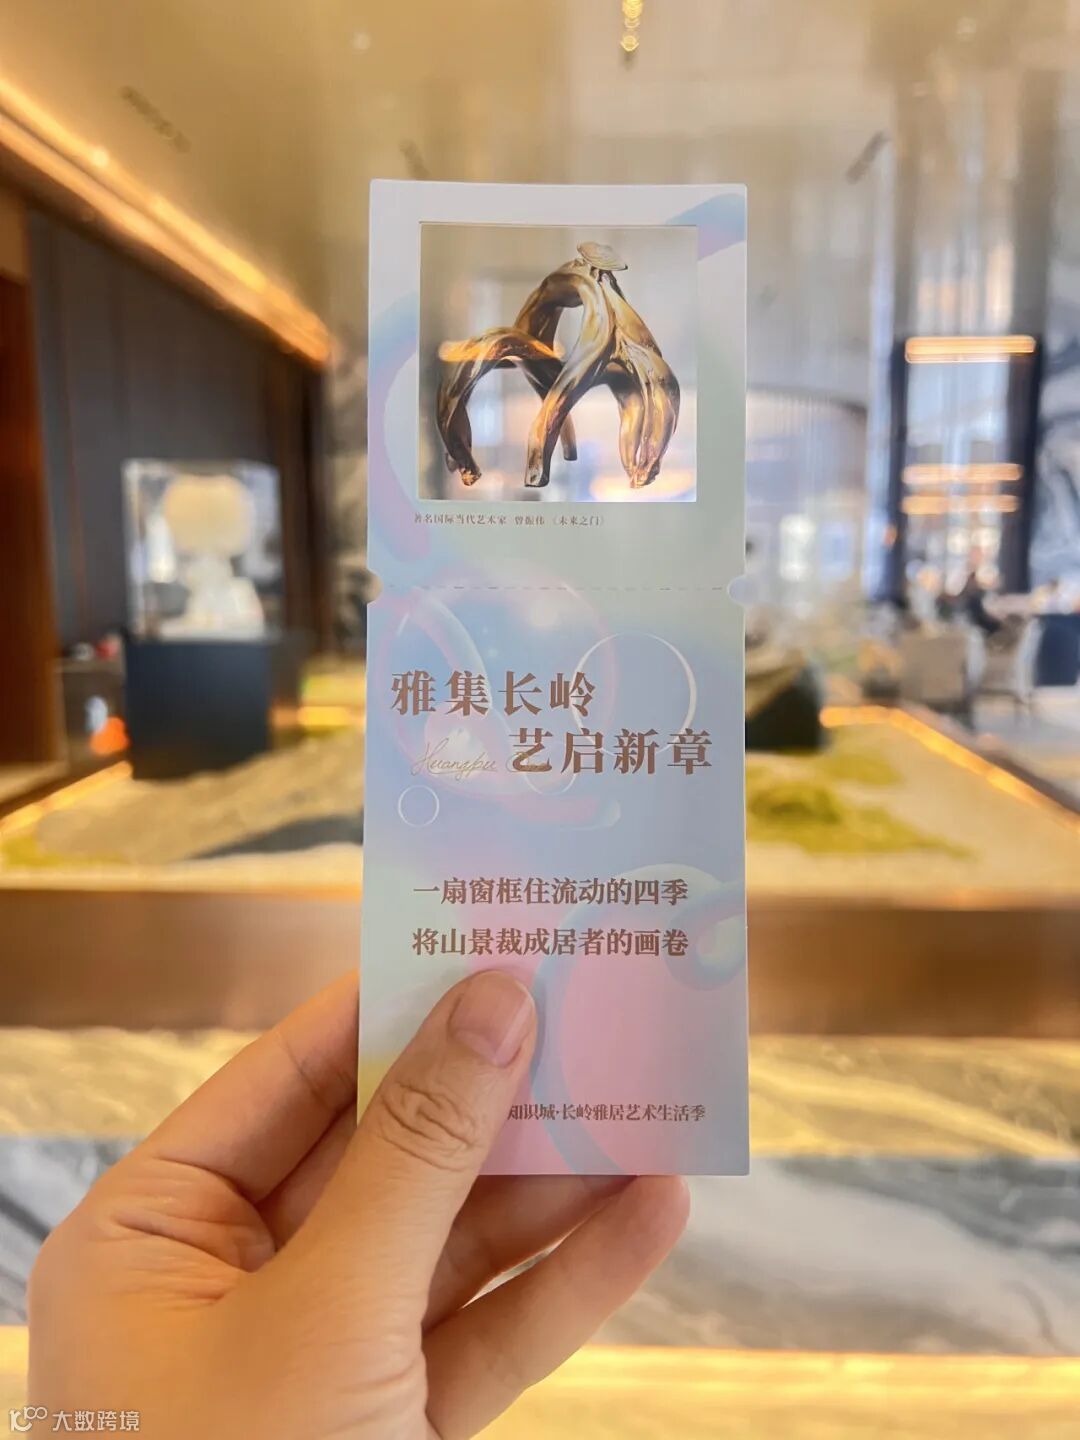 著名国际当代艺术家 曾振伟 《未来之门》
雅集长岭
艺启新章
Huangpu
一扇窗框住流动的四季
将山景裁成居者的画卷
知识城·长岭雅居艺术生活季
大数跨境